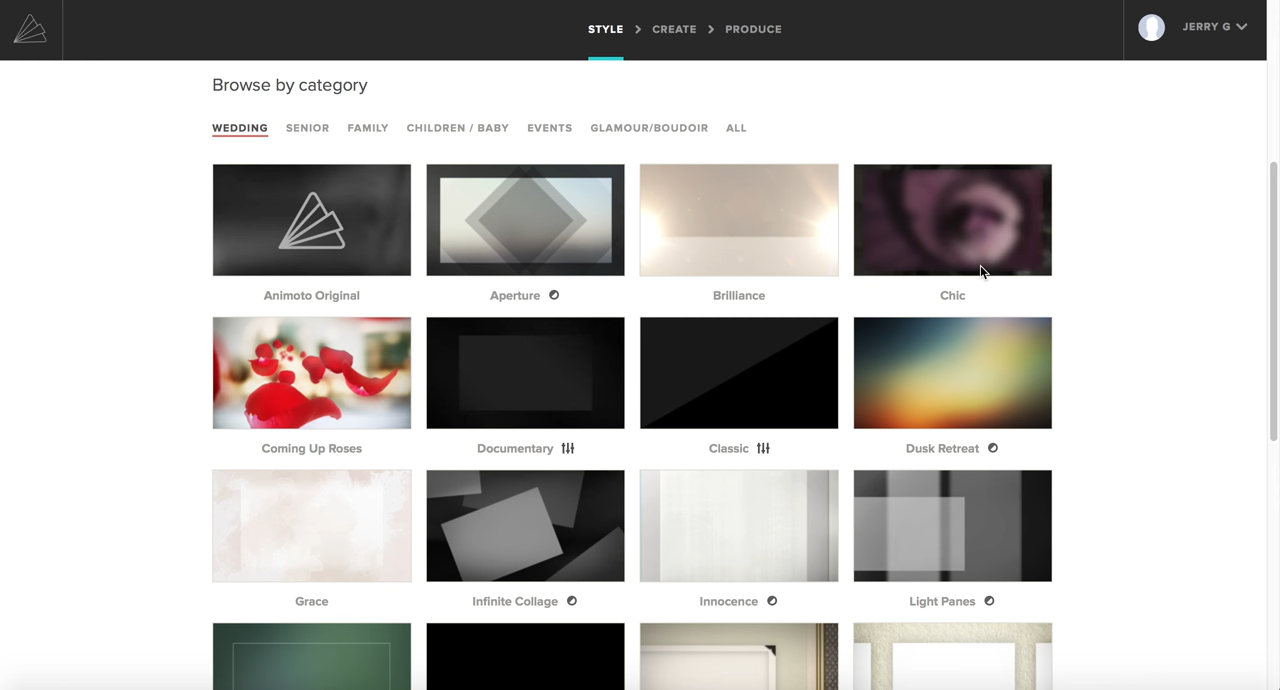 STYLE CREATE PRODUCE JERRY G
Browse by category
WEDDING SENIOR FAMILY CHILDREN / BABY EVENTS GLAMOUR/BOUDOIR ALL
Animoto Original Aperture Brilliance Chic
Coming Up Roses Documentary Classic Dusk Retreat
Grace Infinite Collage Innocence Light Panes